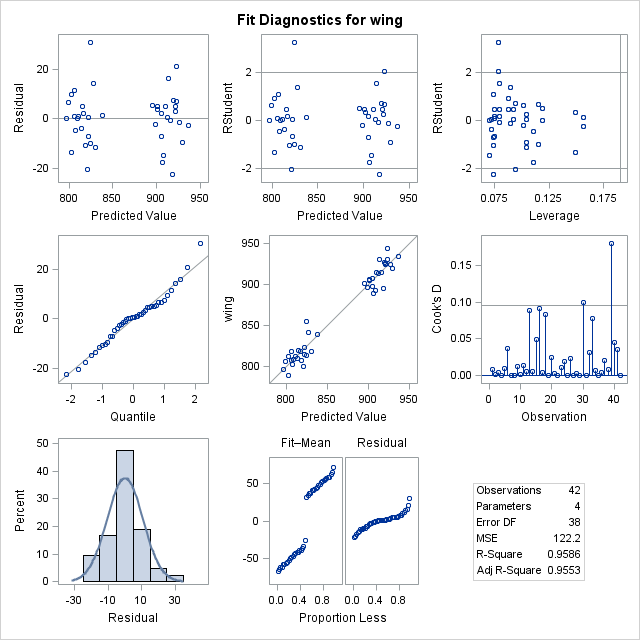 Fit Diagnostics for wing
Residual
20
0
-20
800 850 900 950
Predicted Value
RStudent
2
0
-2
800 850 900 950
Predicted Value
RStudent
2
0
-2
0.075 0.125 0.175
Leverage
Residual
20
0
-20
-2 -1 0 1 2
Quantile
wing
950
900
850
800
800 850 900 950
Predicted Value
Cook's D
0.15
0.10
0.05
0.00
0 10 20 30 40
Observation
Percent
50
40
30
20
10
0
-30 -10 10 30
Residual
Fit–Mean Residual
50
0
-50
0.0 0.4 0.8 0.0 0.4 0.8
Proportion Less
Observations 42
Parameters 4
Error DF 38
MSE 122.2
R-Square 0.9586
Adj R-Square 0.9553